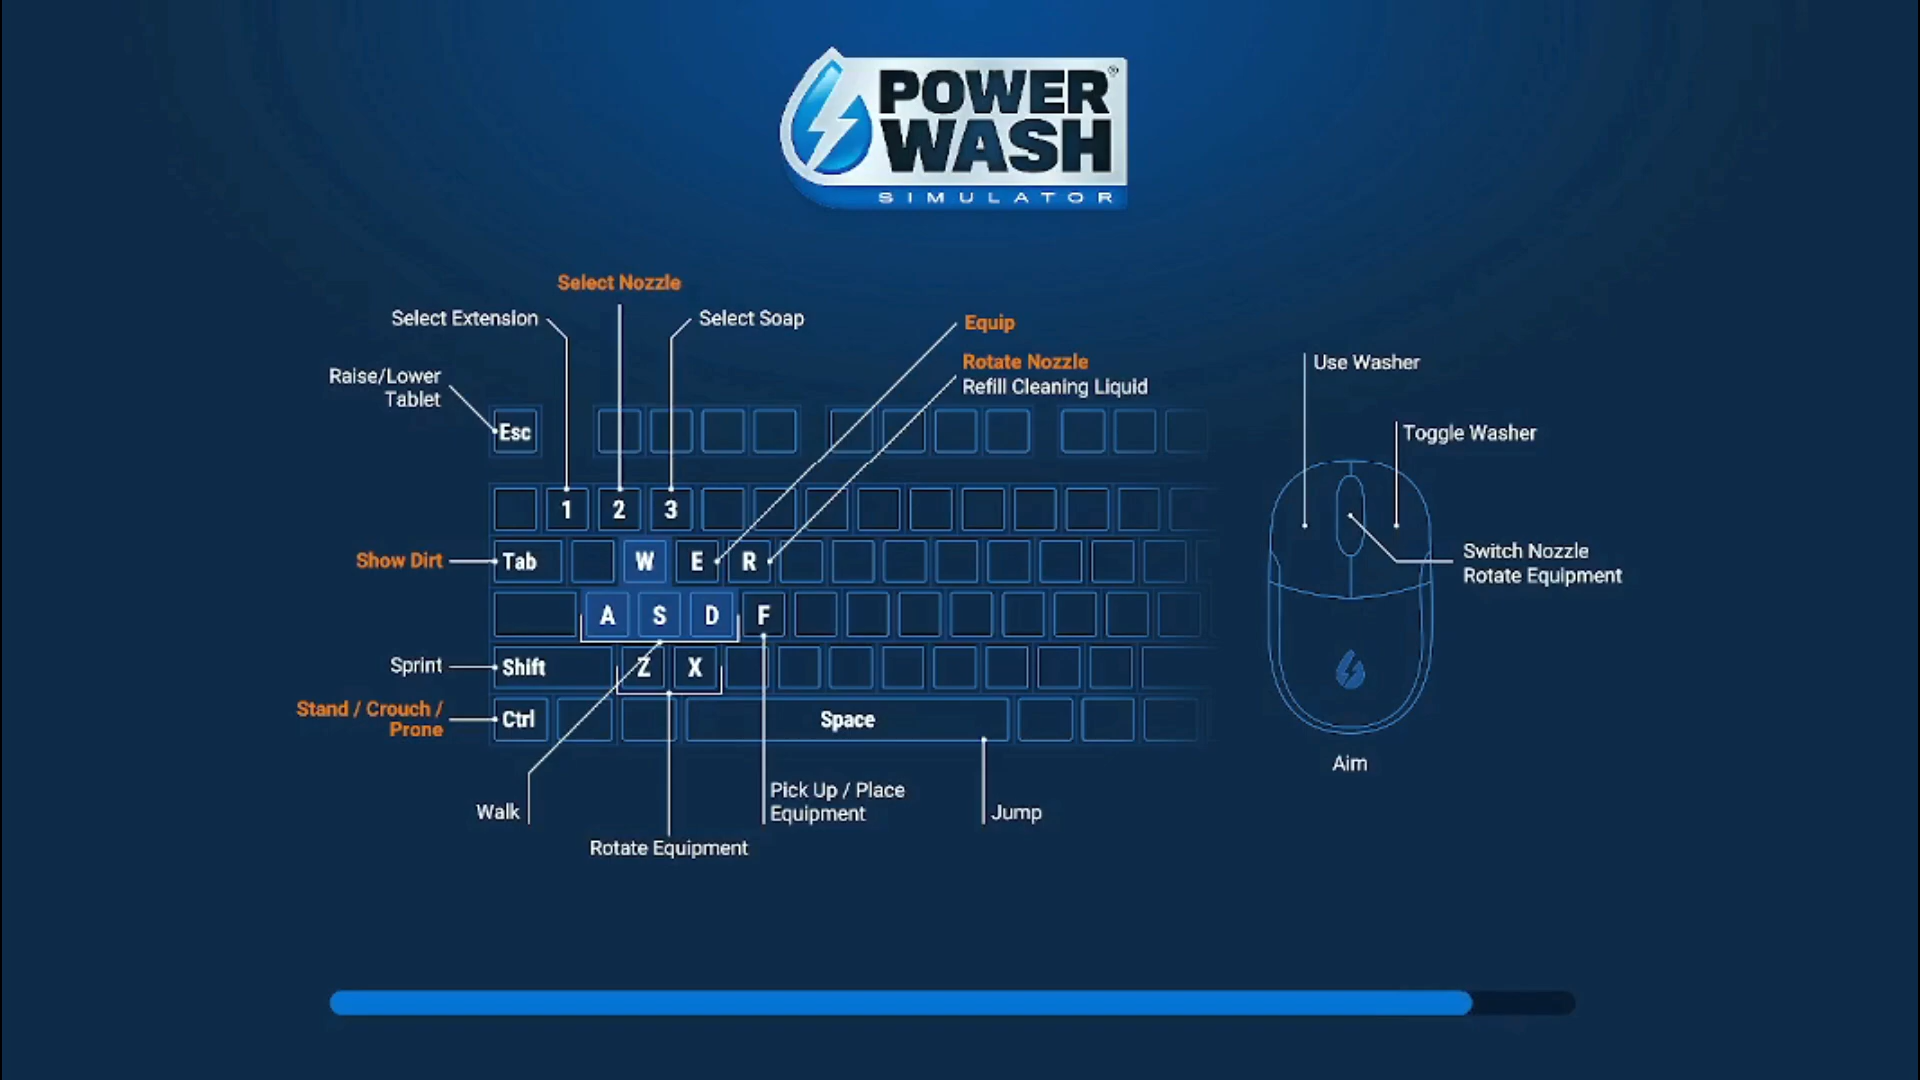 POWER®
WASH
SIMULATOR
Select Nozzle
Select Extension
Select Soap
Equip
Rotate Nozzle
Refill Cleaning Liquid
Raise/Lower
Tablet
Use Washer
Toggle Washer
Esc
1 2 3
Show Dirt
Tab W E R
Switch Nozzle
Rotate Equipment
A S D F
Sprint
Shift Z X
Stand / Crouch /
Prone
Ctrl Space
Aim
Walk
Pick Up / Place
Equipment
Jump
Rotate Equipment